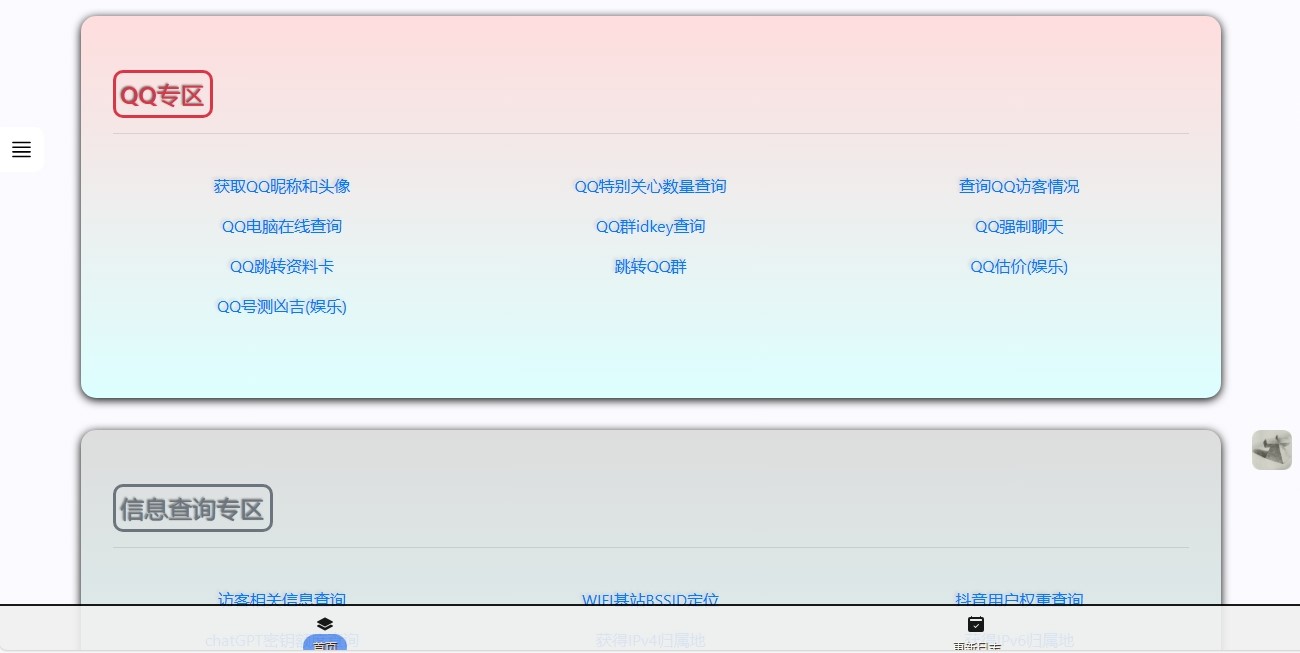 QQ专区
获取QQ昵称和头像 QQ特别关心数量查询 查询QQ访客情况
QQ电脑在线查询 QQ群idkey查询 QQ强制聊天
QQ跳转资料卡 跳转QQ群 QQ估价(娱乐)
QQ号测凶吉(娱乐)
信息查询专区
访客相关信息查询 WIFI基站BSSID定位 抖音用户权重查询
chatGPT密钥 询 获得IPv4归属地 获得IPv6归属地
首页 更新日志